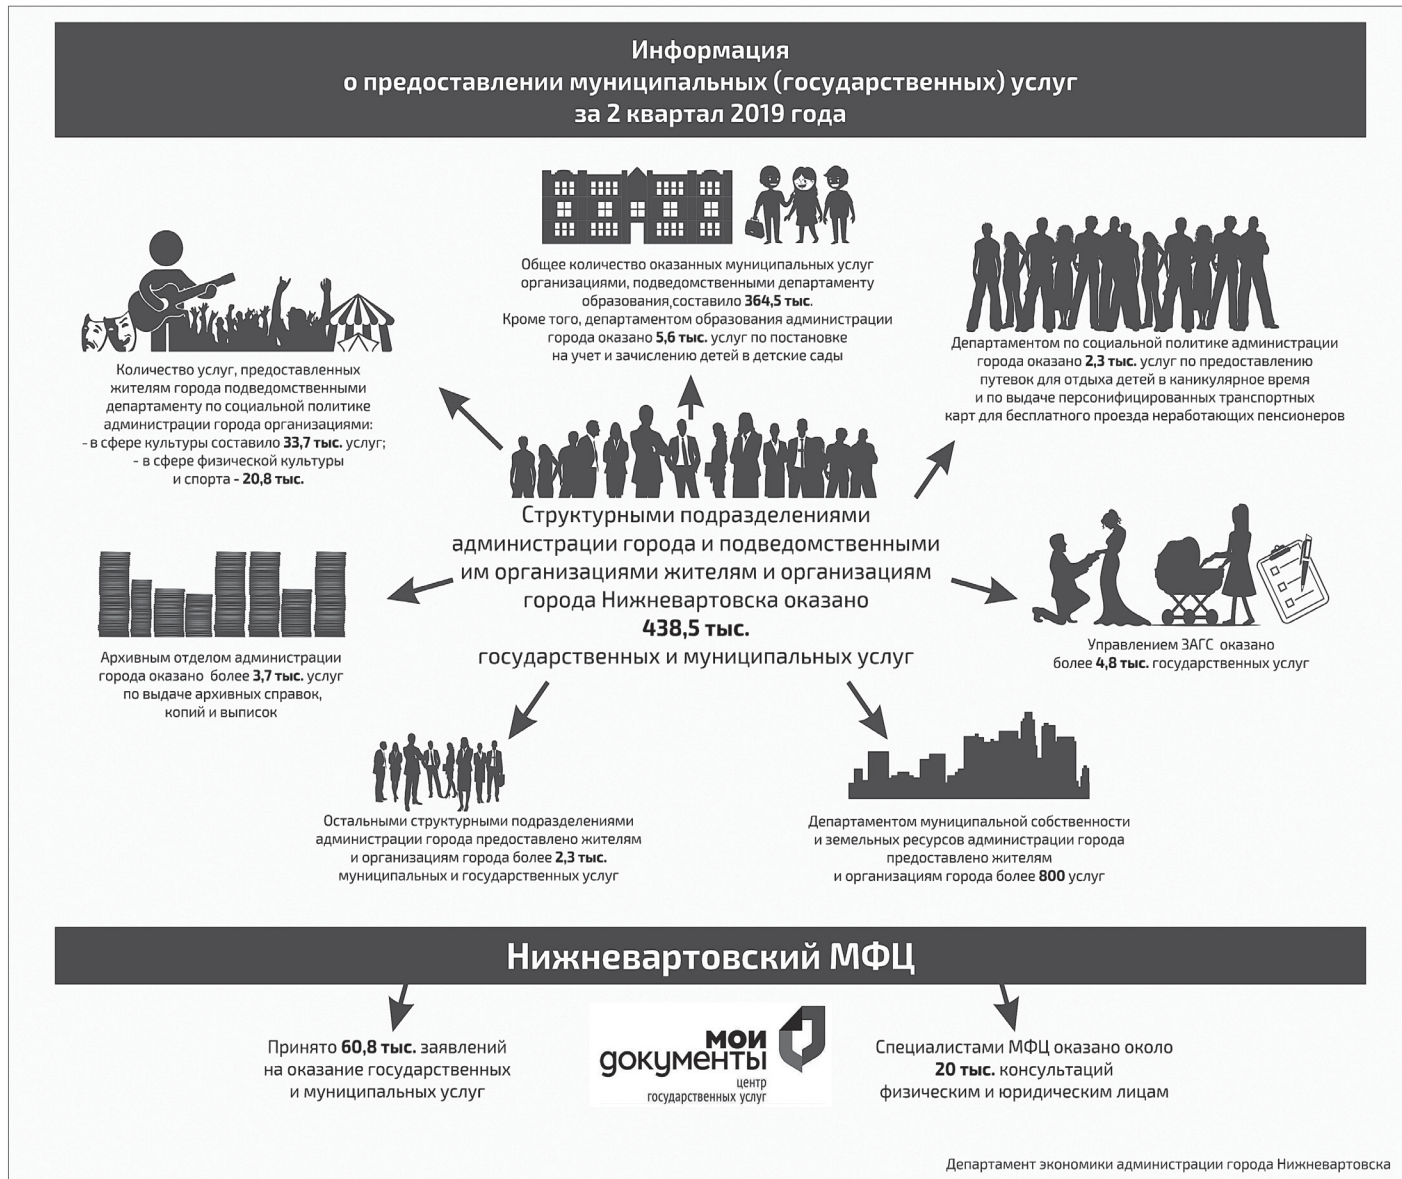 Информация
о предоставлении муниципальных (государственных) услуг
за 2 квартал 2019 года
Общее количество оказанных муниципальных услуг
организациями, подведомственными департаменту
образования,составило 364,5 тыс.
Кроме того, департаментом образования администрации
города оказано 5,6 тыс. услуг по постановке
на учет и зачислению детей в детские сады
Количество услуг, предоставленных
жителям города подведомственными
департаменту по социальной политике
администрации города организациями:
- в сфере культуры составило 33,7 тыс. услуг;
- в сфере физической культуры
и спорта - 20,8 тыс.
Департаментом по социальной политике администрации
города оказано 2,3 тыс. услуг по предоставлению
путевок для отдыха детей в каникулярное время
и по выдаче персонифицированных транспортных
карт для бесплатного проезда неработающих пенсионеров
Структурными подразделениями
администрации города и подведомственными
им организациями жителям и организациям
города Нижневартовска оказано
438,5 тыс.
государственных и муниципальных услуг
Архивным отделом администрации
города оказано более 3,7 тыс. услуг
по выдаче архивных справок,
копий и выписок
Управлением ЗАГС оказано
более 4,8 тыс. государственных услуг
Остальными структурными подразделениями
администрации города предоставлено жителям
и организациям города более 2,3 тыс.
муниципальных и государственных услуг
Департаментом муниципальной собственности
и земельных ресурсов администрации города
предоставлено жителям
и организациям города более 800 услуг
Нижневартовский МФЦ
Принято 60,8 тыс. заявлений
на оказание государственных
и муниципальных услуг
мои
документы
центр
государственных услуг
Специалистами МФЦ оказано около
20 тыс. консультаций
физическим и юридическим лицам
Департамент экономики администрации города Нижневартовска